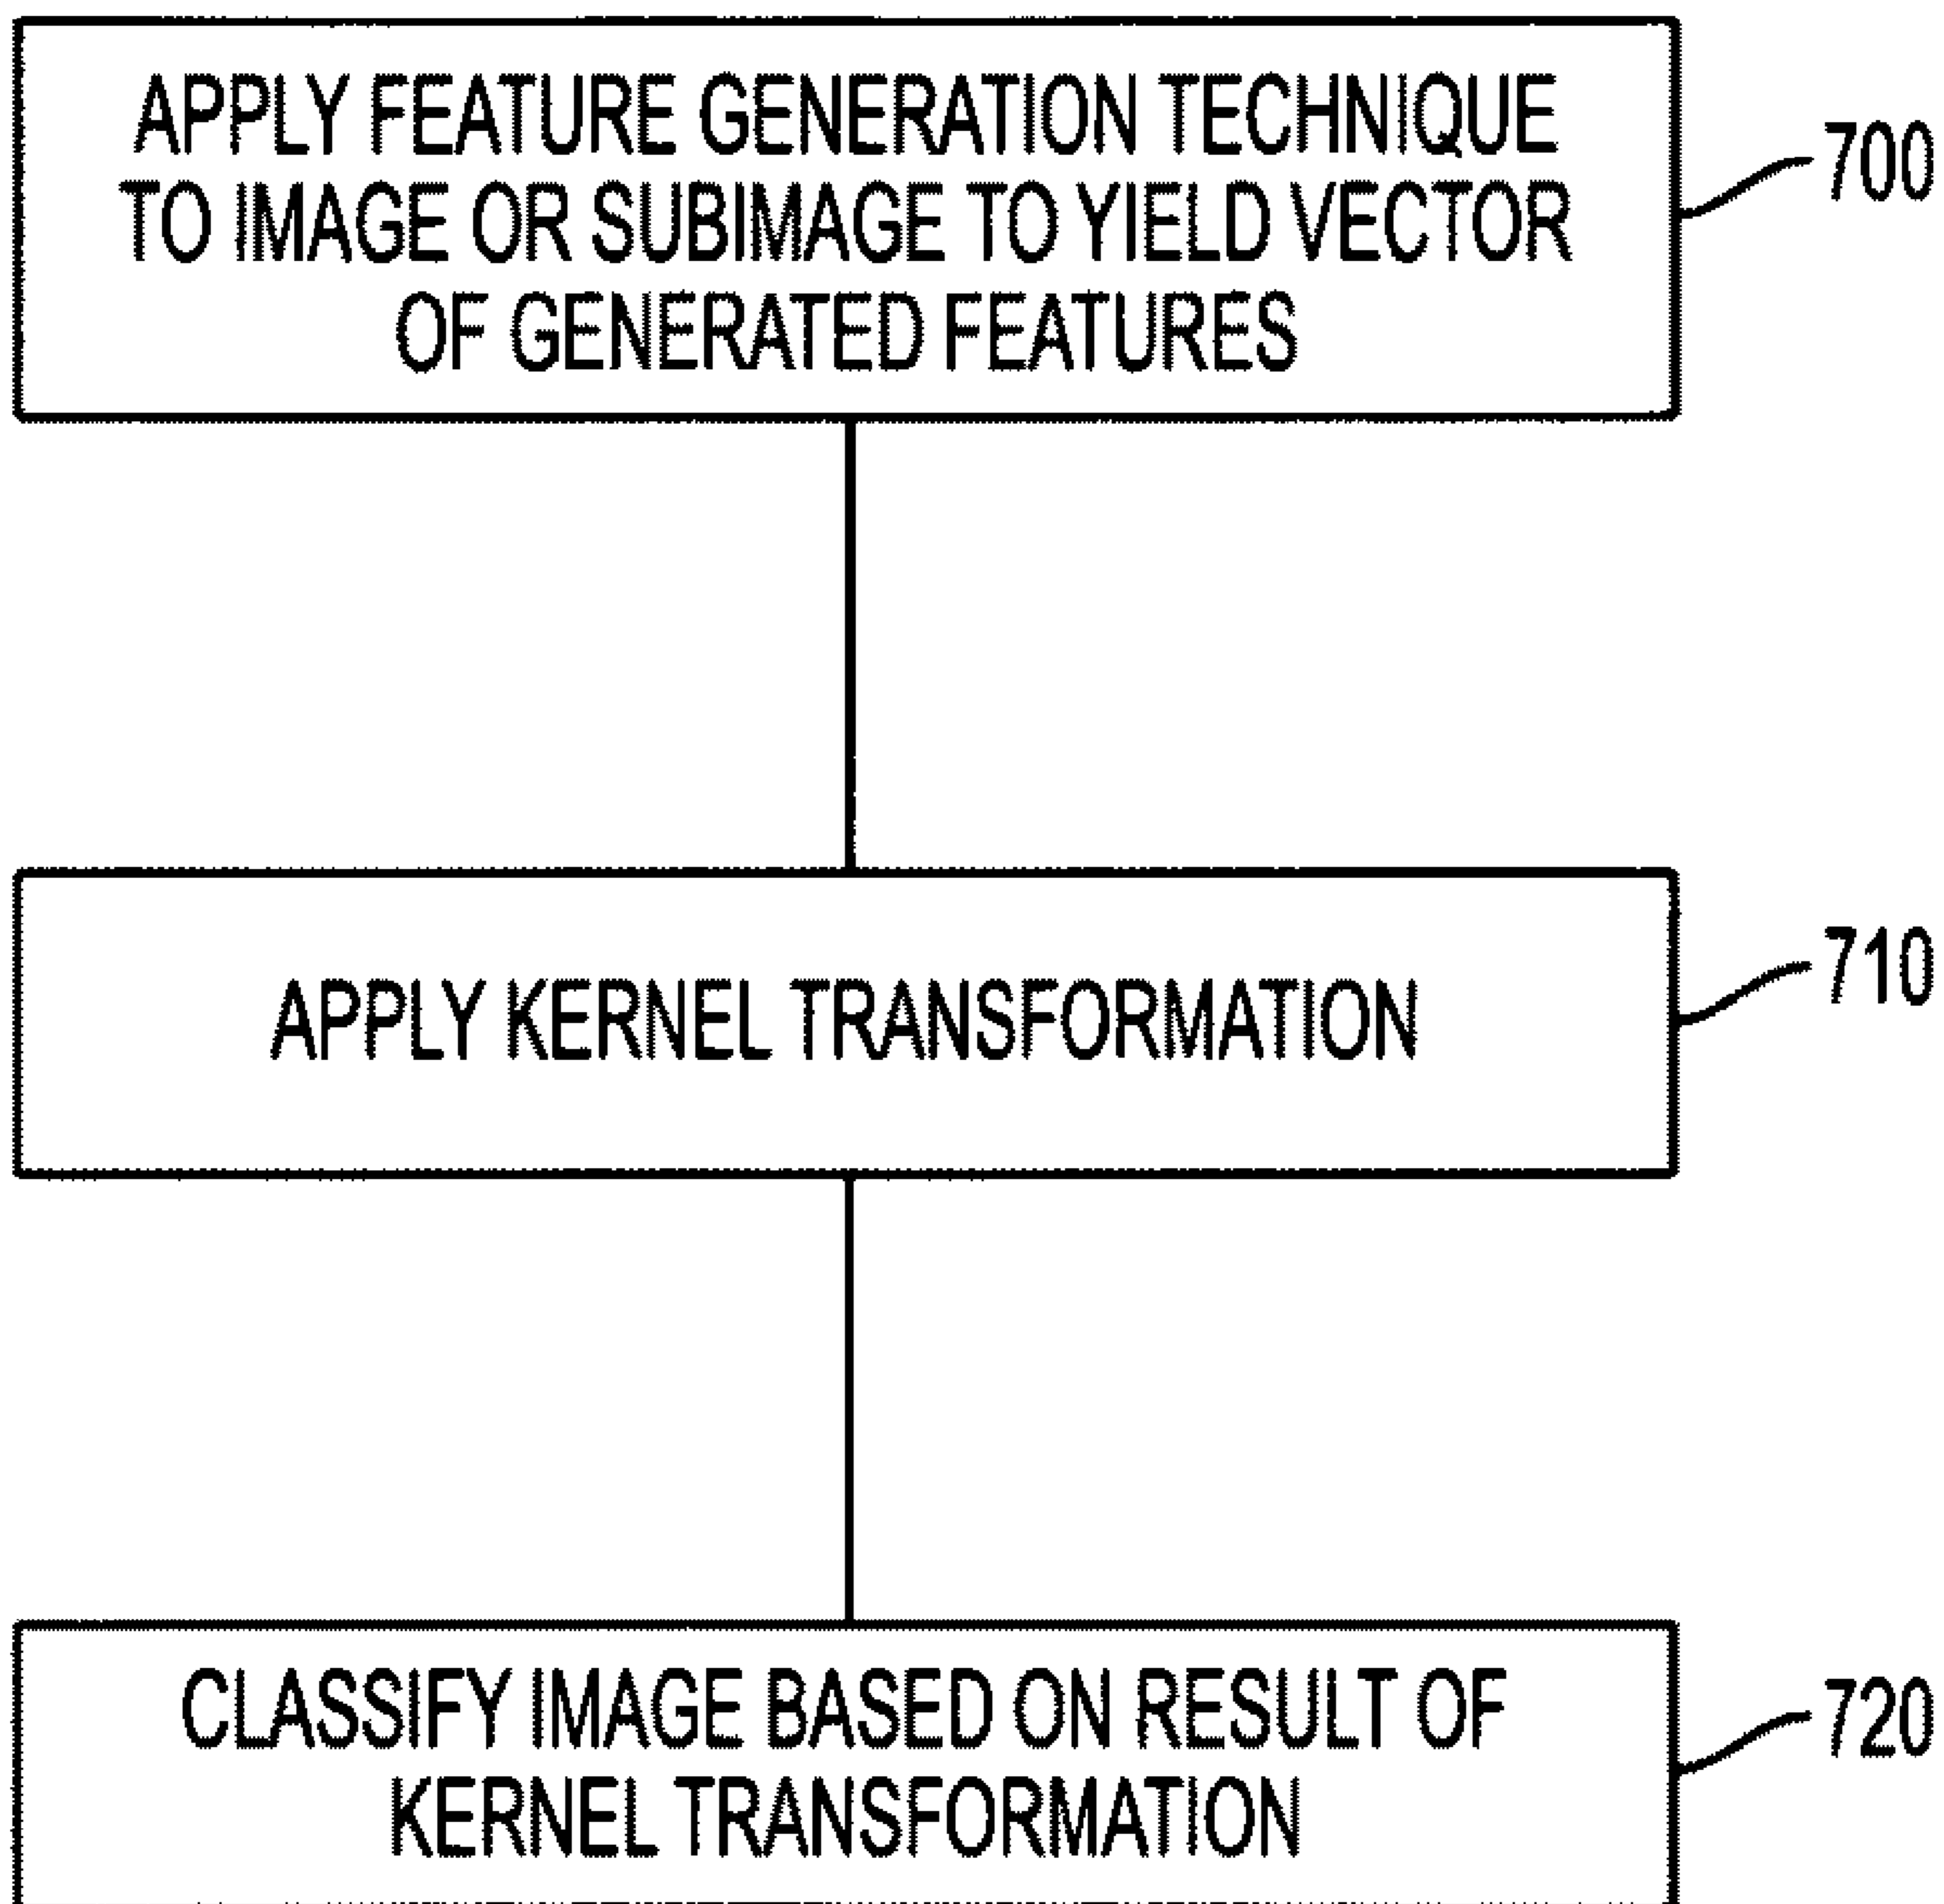 APPLY FEATURE GENERATION TECHNIQUE
TO IMAGE OR SUBIMAGE TO YIELD VECTOR
OF GENERATED FEATURES
700
APPLY KERNEL TRANSFORMATION
710
CLASSIFY IMAGE BASED ON RESULT OF
KERNEL TRANSFORMATION
720